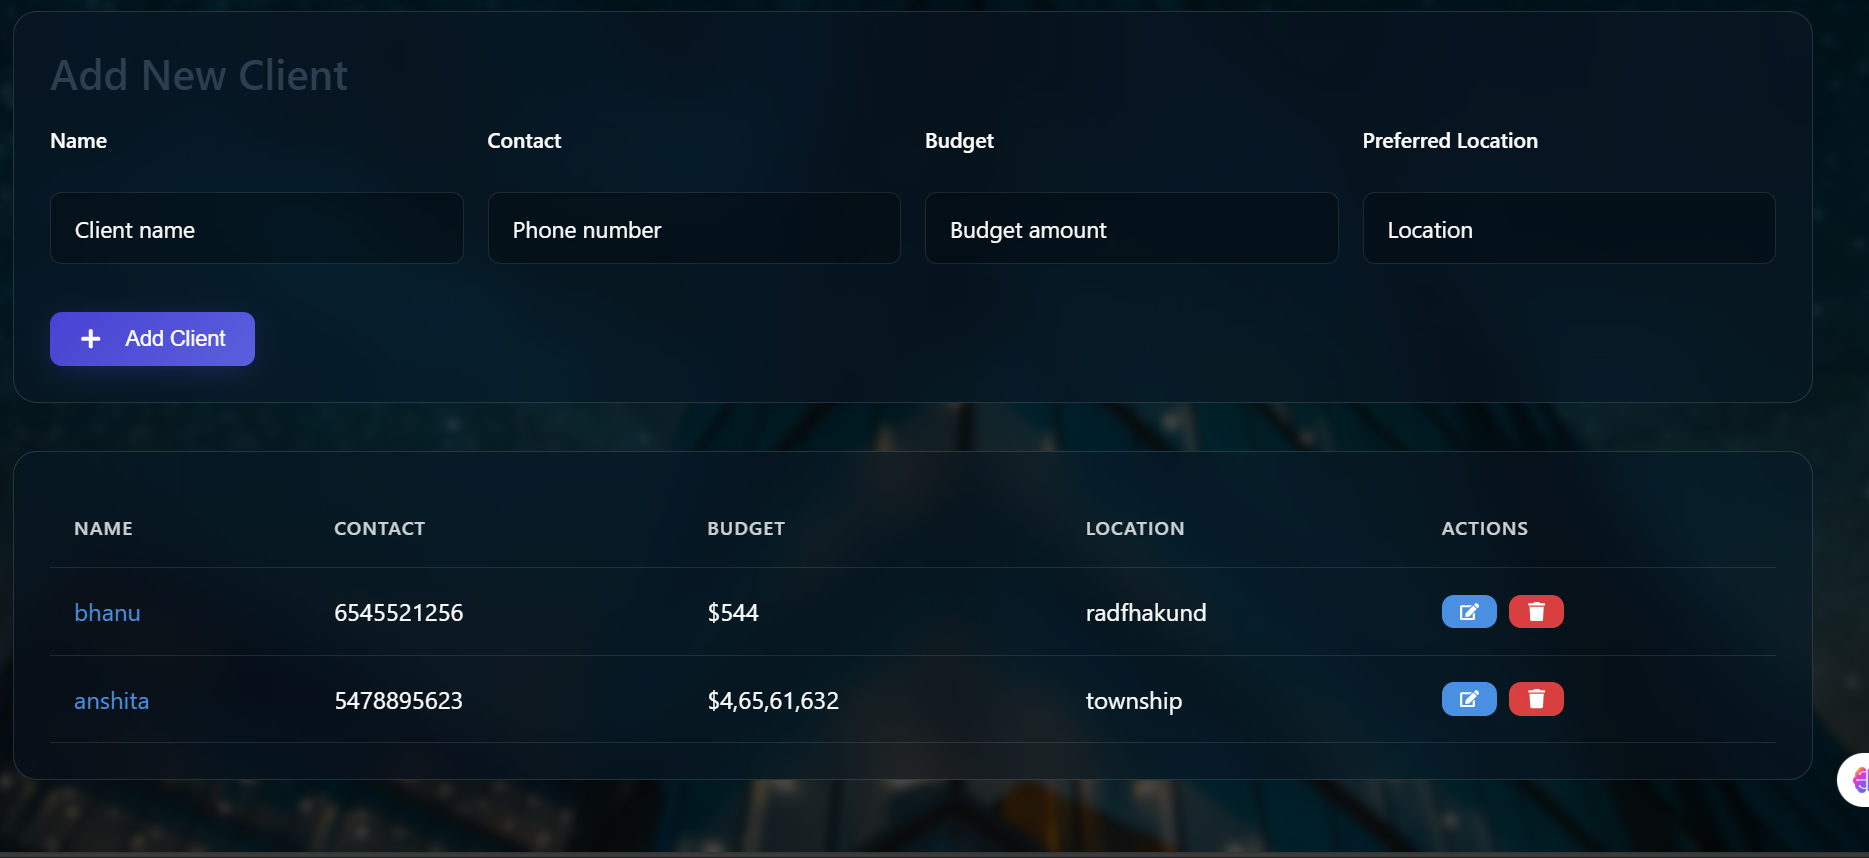 Add New Client
Name Contact Budget Preferred Location
Client name Phone number Budget amount Location
Add Client
NAME CONTACT BUDGET LOCATION ACTIONS
bhanu 6545521256 $544 radfhakund
anshita 5478895623 $4,65,61,632 township